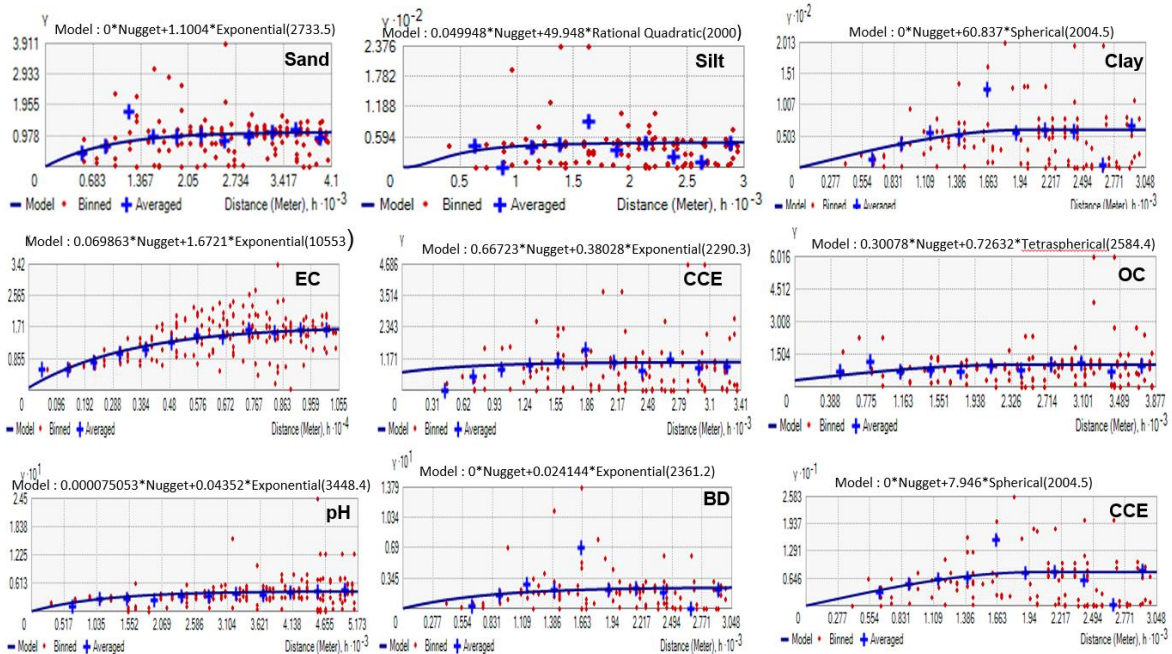 Model : 0*Nugget+1.1004*Exponential(2733.5)
γ
Sand
3.911
2.933
1.955
0.978
0 0.683 1.367 2.05 2.734 3.417 4.1
Model Binned Averaged Distance (Meter), h ·10⁻³
γ ·10⁻²
Model : 0.049948*Nugget+49.948*Rational Quadratic(2000)
Silt
2.376
1.782
1.188
0.594
0 0.5 1 1.5 2 2.5 3
Model Binned Averaged Distance (Meter), h ·10⁻³
γ ·10⁻²
Model : 0*Nugget+60.837*Spherical(2004.5)
Clay
2.013
1.51
1.007
0.503
0 0.277 0.554 0.831 1.109 1.386 1.663 1.94 2.217 2.494 2.771 3.048
Model Binned Averaged Distance (Meter), h ·10⁻³
Model : 0.069863*Nugget+1.6721*Exponential(10553)
EC
3.42
2.565
1.71
0.855
0 0.096 0.192 0.288 0.384 0.48 0.576 0.672 0.767 0.863 0.959 1.055
Model Binned Averaged Distance (Meter), h ·10⁻⁴
γ
Model : 0.66723*Nugget+0.38028*Exponential(2290.3)
CCE
4.686
3.514
2.343
1.171
0 0.31 0.62 0.93 1.24 1.55 1.86 2.17 2.48 2.79 3.1 3.41
Model Binned Averaged Distance (Meter), h ·10⁻³
γ
Model : 0.30078*Nugget+0.72632*Tetraspherical(2584.4)
OC
6.016
4.512
3.008
1.504
0 0.388 0.775 1.163 1.551 1.938 2.326 2.714 3.101 3.489 3.877
Model Binned Averaged Distance (Meter), h ·10⁻³
γ ·10¹
Model : 0.000075053*Nugget+0.04352*Exponential(3448.4)
pH
2.45
1.838
1.225
0.613
0 0.517 1.035 1.552 2.069 2.586 3.104 3.621 4.138 4.655 5.173
Model Binned Averaged Distance (Meter), h ·10⁻³
γ ·10¹
Model : 0*Nugget+0.024144*Exponential(2361.2)
BD
1.379
1.034
0.69
0.345
0 0.277 0.554 0.831 1.109 1.386 1.663 1.94 2.217 2.494 2.771 3.048
Model Binned Averaged Distance (Meter), h ·10⁻³
γ ·10⁻¹
Model : 0*Nugget+7.946*Spherical(2004.5)
CCE
2.583
1.937
1.291
0.646
0 0.277 0.554 0.831 1.109 1.386 1.663 1.94 2.217 2.494 2.771 3.048
Model Binned Averaged Distance (Meter), h ·10⁻³